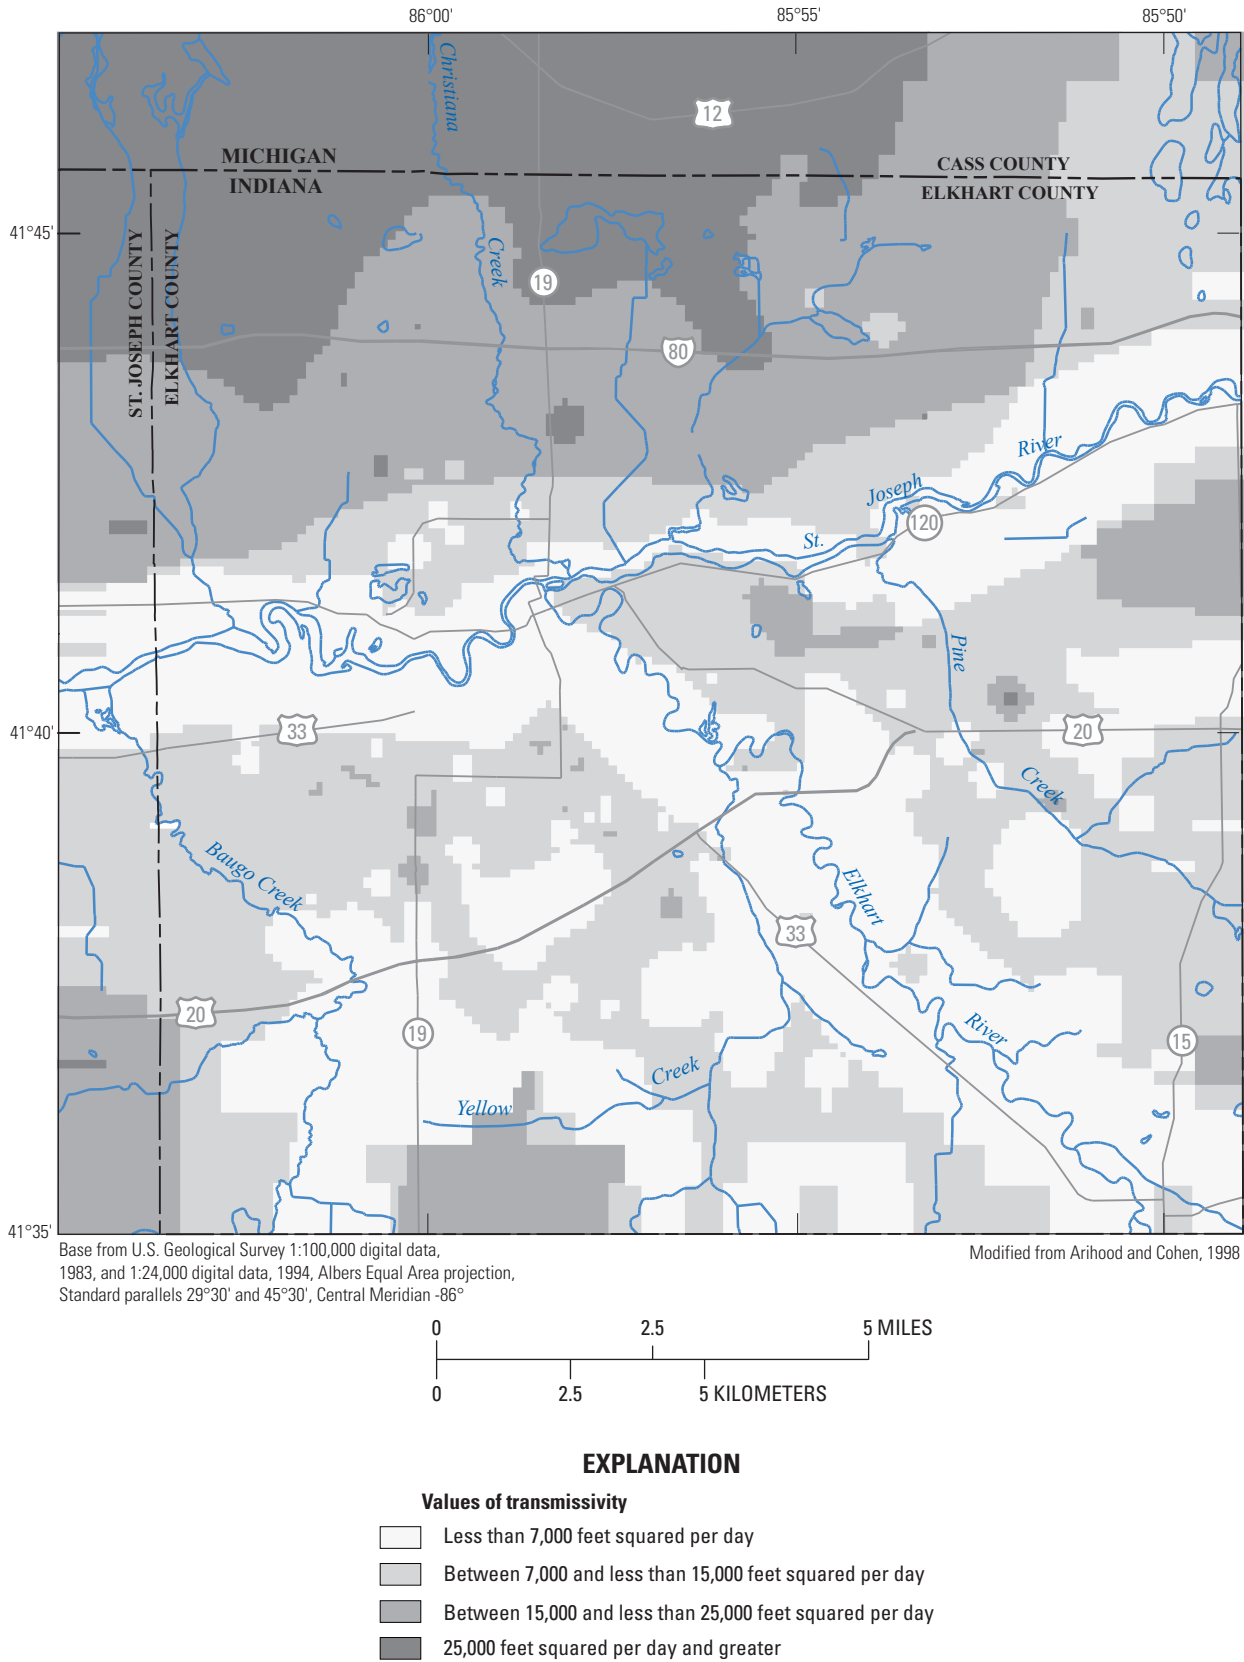 86°00'
85°55'
85°50'
Christiana
12
MICHIGAN
INDIANA
CASS COUNTY
ELKHART COUNTY
41°45'
ST. JOSEPH COUNTY
ELKHART COUNTY
Creek
19
80
River
Joseph
St.
120
Pine
41°40'
33
20
Creek
Baugo Creek
Elkhart
33
20
19
River
15
Creek
Yellow
41°35'
Base from U.S. Geological Survey 1:100,000 digital data,
1983, and 1:24,000 digital data, 1994, Albers Equal Area projection,
Standard parallels 29°30' and 45°30', Central Meridian -86°
Modified from Arihood and Cohen, 1998
0 2.5 5 MILES
0 2.5 5 KILOMETERS
EXPLANATION
Values of transmissivity
Less than 7,000 feet squared per day
Between 7,000 and less than 15,000 feet squared per day
Between 15,000 and less than 25,000 feet squared per day
25,000 feet squared per day and greater